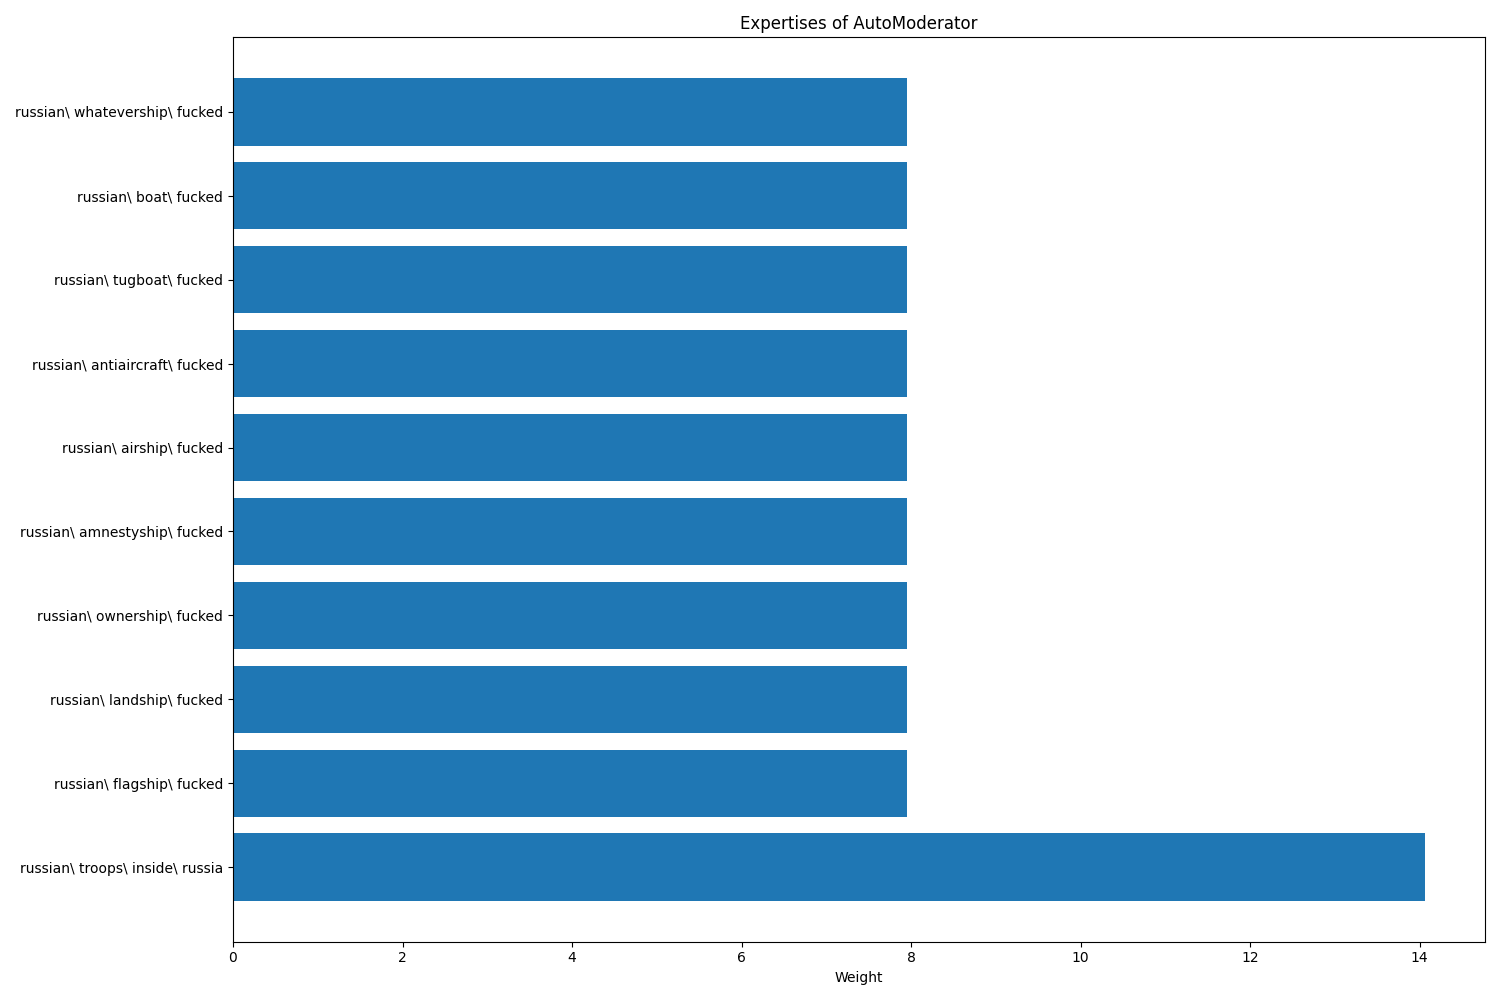 Expertises of AutoModerator
russian\ whatevership\ fucked
russian\ boat\ fucked
russian\ tugboat\ fucked
russian\ antiaircraft\ fucked
russian\ airship\ fucked
russian\ amnestyship\ fucked
russian\ ownership\ fucked
russian\ landship\ fucked
russian\ flagship\ fucked
russian\ troops\ inside\ russia
0 2 4 6 8 10 12 14
Weight